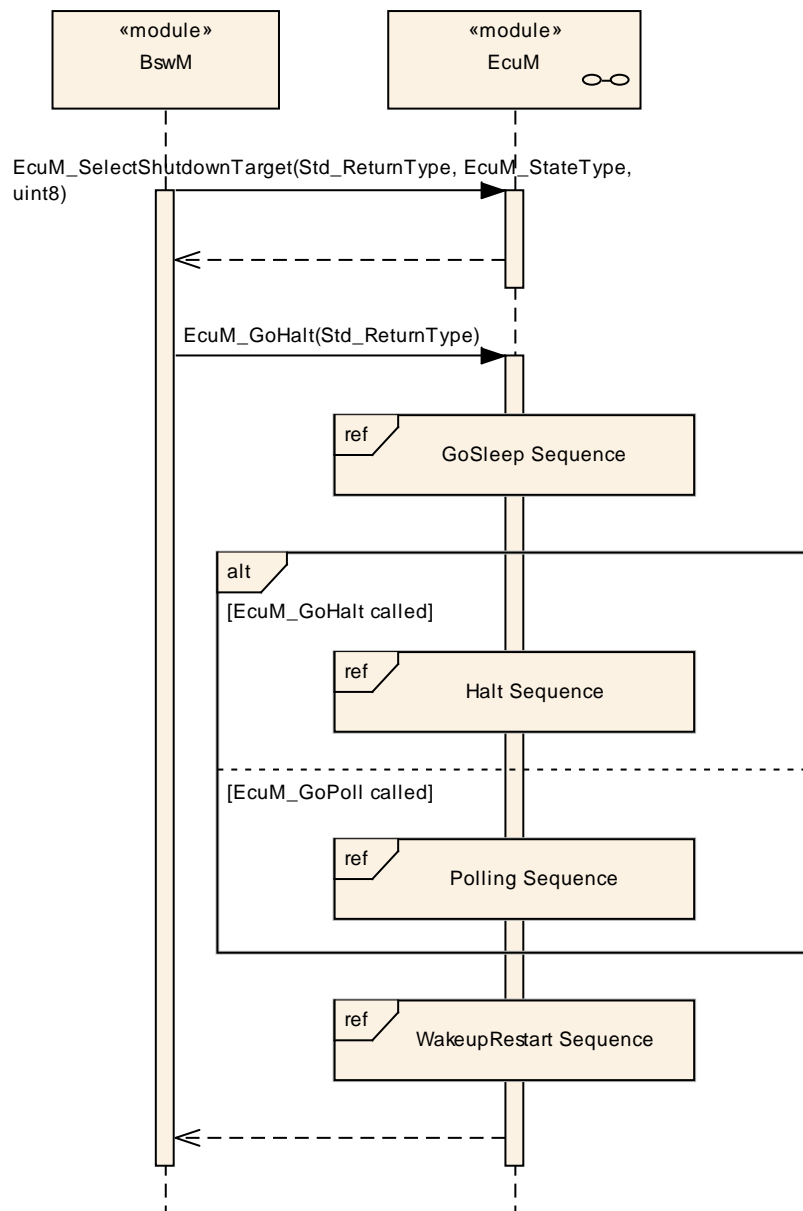 «module»
BswM
«module»
EcuM
EcuM_SelectShutdownTarget(Std_ReturnType, EcuM_StateType,
uint8)
EcuM_GoHalt(Std_ReturnType)
ref
GoSleep Sequence
alt
[EcuM_GoHalt called]
ref
Halt Sequence
[EcuM_GoPoll called]
ref
Polling Sequence
ref
WakeupRestart Sequence